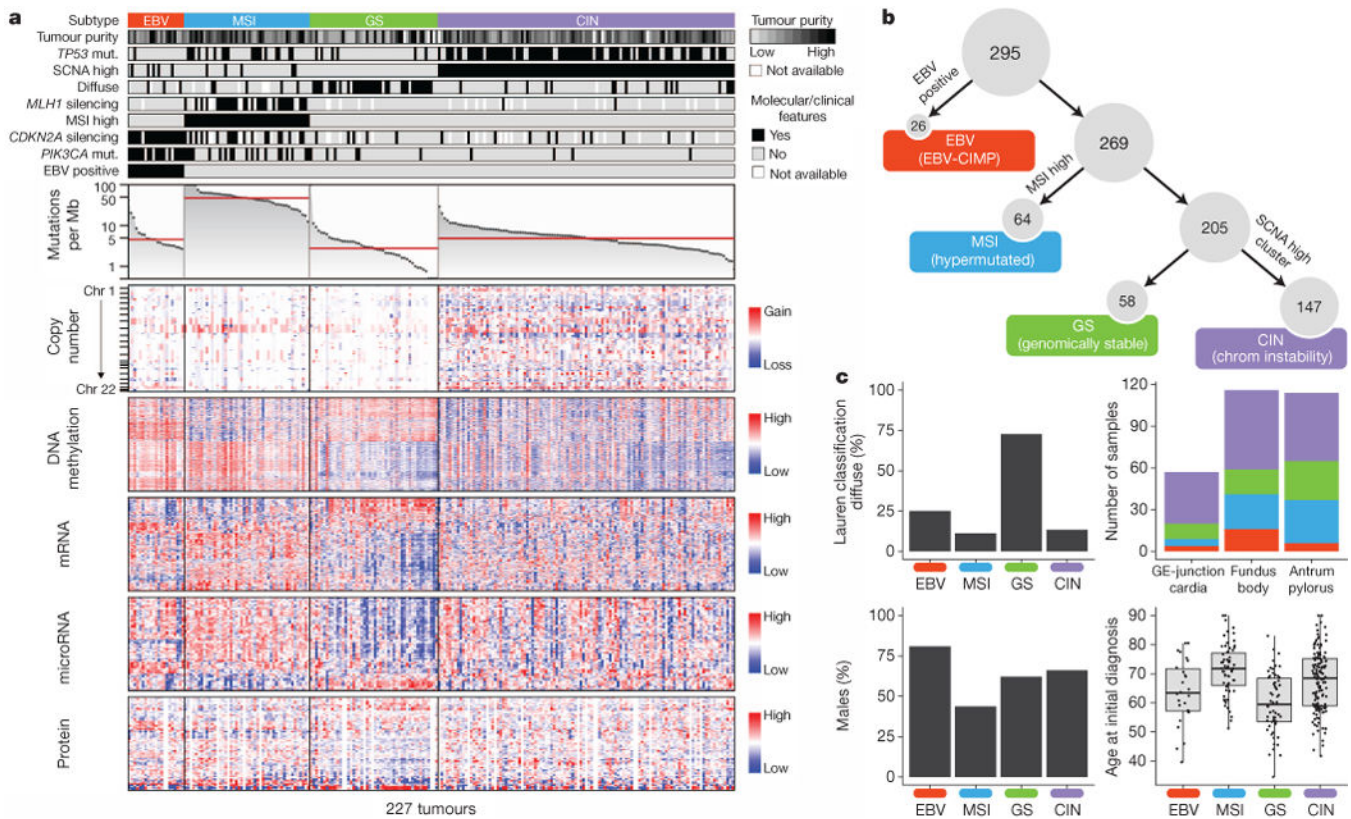 a
Subtype EBV MSI GS CIN
Tumour purity
TP53 mut.
SCNA high
Diffuse
MLH1 silencing
MSI high
CDKN2A silencing
PIK3CA mut.
EBV positive
Tumour purity
Low High
Not available
Molecular/clinical
features
Yes
No
Not available
Mutations
per Mb
100
50
10
5
1
Copy
number
Chr 1
Chr 22
Gain
Loss
DNA
methylation
High
Low
mRNA
High
Low
microRNA
High
Low
Protein
High
Low
227 tumours
b
295
EBV
positive
26
EBV
(EBV-CIMP)
269
MSI high
64
MSI
(hypermutated)
205
SCNA high
cluster
58
GS
(genomically stable)
147
CIN
(chrom instability)
c
Lauren classification
diffuse (%)
100
75
50
25
0
EBV MSI GS CIN
Number of samples
120
90
60
30
0
GE-junction
cardia
Fundus
body
Antrum
pylorus
Males (%)
100
75
50
25
0
EBV MSI GS CIN
Age at initial diagnosis
90
80
70
60
50
40
EBV MSI GS CIN